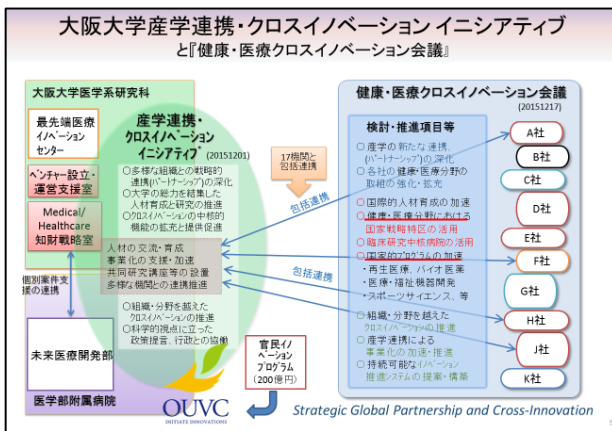 大阪大学産学連携・クロスイノベーション イニシアティブ
と『健康・医療クロスイノベーション会議』
大阪大学医学系研究科
最先端医療
イノベーション
センター
ベンチャー設立・
運営支援室
Medical/
Healthcare
知財戦略室
個別案件支
援の連携
未来医療開発部
医学部附属病院
産学連携・
クロスイノベーション
イニシアティブ
(20151201)
○多様な組織との戦略的
連携(パートナーシップ)の深化
○大学の総力を結集した
人材育成と研究の推進
○クロスイノベーションの中核的
機能の拡充と提供促進
人材の交流・育成
事業化の支援・加速
共同研究講座等の設置
多様な機関との連携推進
○組織・分野を越えた
クロスイノベーションの推進
○科学的視点に立った
政策提言、行政との協働
OUVC
INITIATE INNOVATIONS
官民イノ
ベーション
プログラム
(200億円)
17機関と
包括連携
包括連携
包括連携
健康・医療クロスイノベーション会議
(20151217)
検討・推進項目等
○ 産学の新たな連携、
(パートナーシップ)の深化
○ 各社の健康・医療分野の
取組の強化・拡充
○ 国際的人材育成の加速
○ 健康・医療分野における
国家戦略特区の活用
○ 臨床研究中核病院の活用
○ 国家的プログラムの加速
・再生医療、バイオ医薬
・医療・福祉機器開発
・スポーツサイエンス、等
○ 組織・分野を越えた
クロスイノベーションの推進
○ 産学連携による
事業化の加速・推進
○ 持続可能なイノベーション
推進システムの提案・構築
A社
B社
C社
D社
E社
F社
G社
H社
J社
K社
Strategic Global Partnership and Cross-Innovation